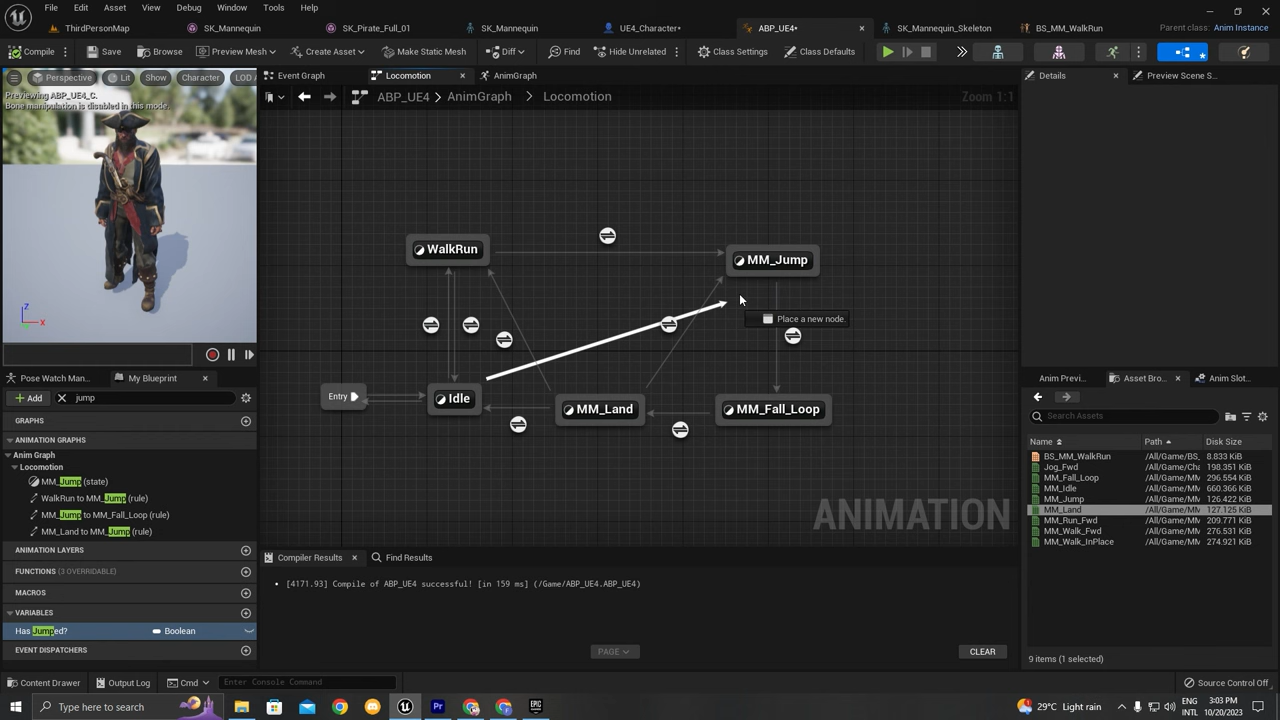 File Edit Asset View Debug Window Tools Help
ThirdPersonMap SK_Mannequin SK_Pirate_Full_01 SK_Mannequin UE4_Character• ABP_UE4• SK_Mannequin_Skeleton BS_MM_WalkRun Parent class: Anim Instance
Compile Save Browse Preview Mesh Create Asset Make Static Mesh Diff Find Hide Unrelated Class Settings Class Defaults
Perspective Lit Show Character LOD A
Previewing ABP_UE4_C.
Bone manipulation is disabled in this mode.
Event Graph Locomotion AnimGraph
ABP_UE4 AnimGraph Locomotion Zoom 1:1
Details Preview Scene S...
WalkRun
MM_Jump
Place a new node.
Entry
Idle
MM_Land
MM_Fall_Loop
ANIMATION
Z
X
Pose Watch Man... My Blueprint
Add jump
GRAPHS
ANIMATION GRAPHS
Anim Graph
Locomotion
MM_Jump (state)
WalkRun to MM_Jump (rule)
MM_Jump to MM_Fall_Loop (rule)
MM_Land to MM_Jump (rule)
ANIMATION LAYERS
FUNCTIONS (3 OVERRIDABLE)
MACROS
VARIABLES
Has Jumped? Boolean
EVENT DISPATCHERS
Compiler Results Find Results
[4171.93] Compile of ABP_UE4 successful! [in 159 ms] (/Game/ABP_UE4.ABP_UE4)
PAGE CLEAR
Anim Previ... Asset Bro... Anim Slot...
Search Assets
Name Path Disk Size
BS_MM_WalkRun /All/Game/BS_ 8.833 KiB
Jog_Fwd /All/Game/Cha 198.351 KiB
MM_Fall_Loop /All/Game/MM 296.554 KiB
MM_Idle /All/Game/MM 660.366 KiB
MM_Jump /All/Game/MM 126.422 KiB
MM_Land /All/Game/MM 127.125 KiB
MM_Run_Fwd /All/Game/MM 209.771 KiB
MM_Walk_Fwd /All/Game/MM 276.531 KiB
MM_Walk_InPlace /All/Game/MM 274.921 KiB
9 items (1 selected)
Content Drawer Output Log Cmd Enter Console Command Source Control Off
Type here to search 29°C Light rain ENG INTL 3:03 PM 10/20/2023